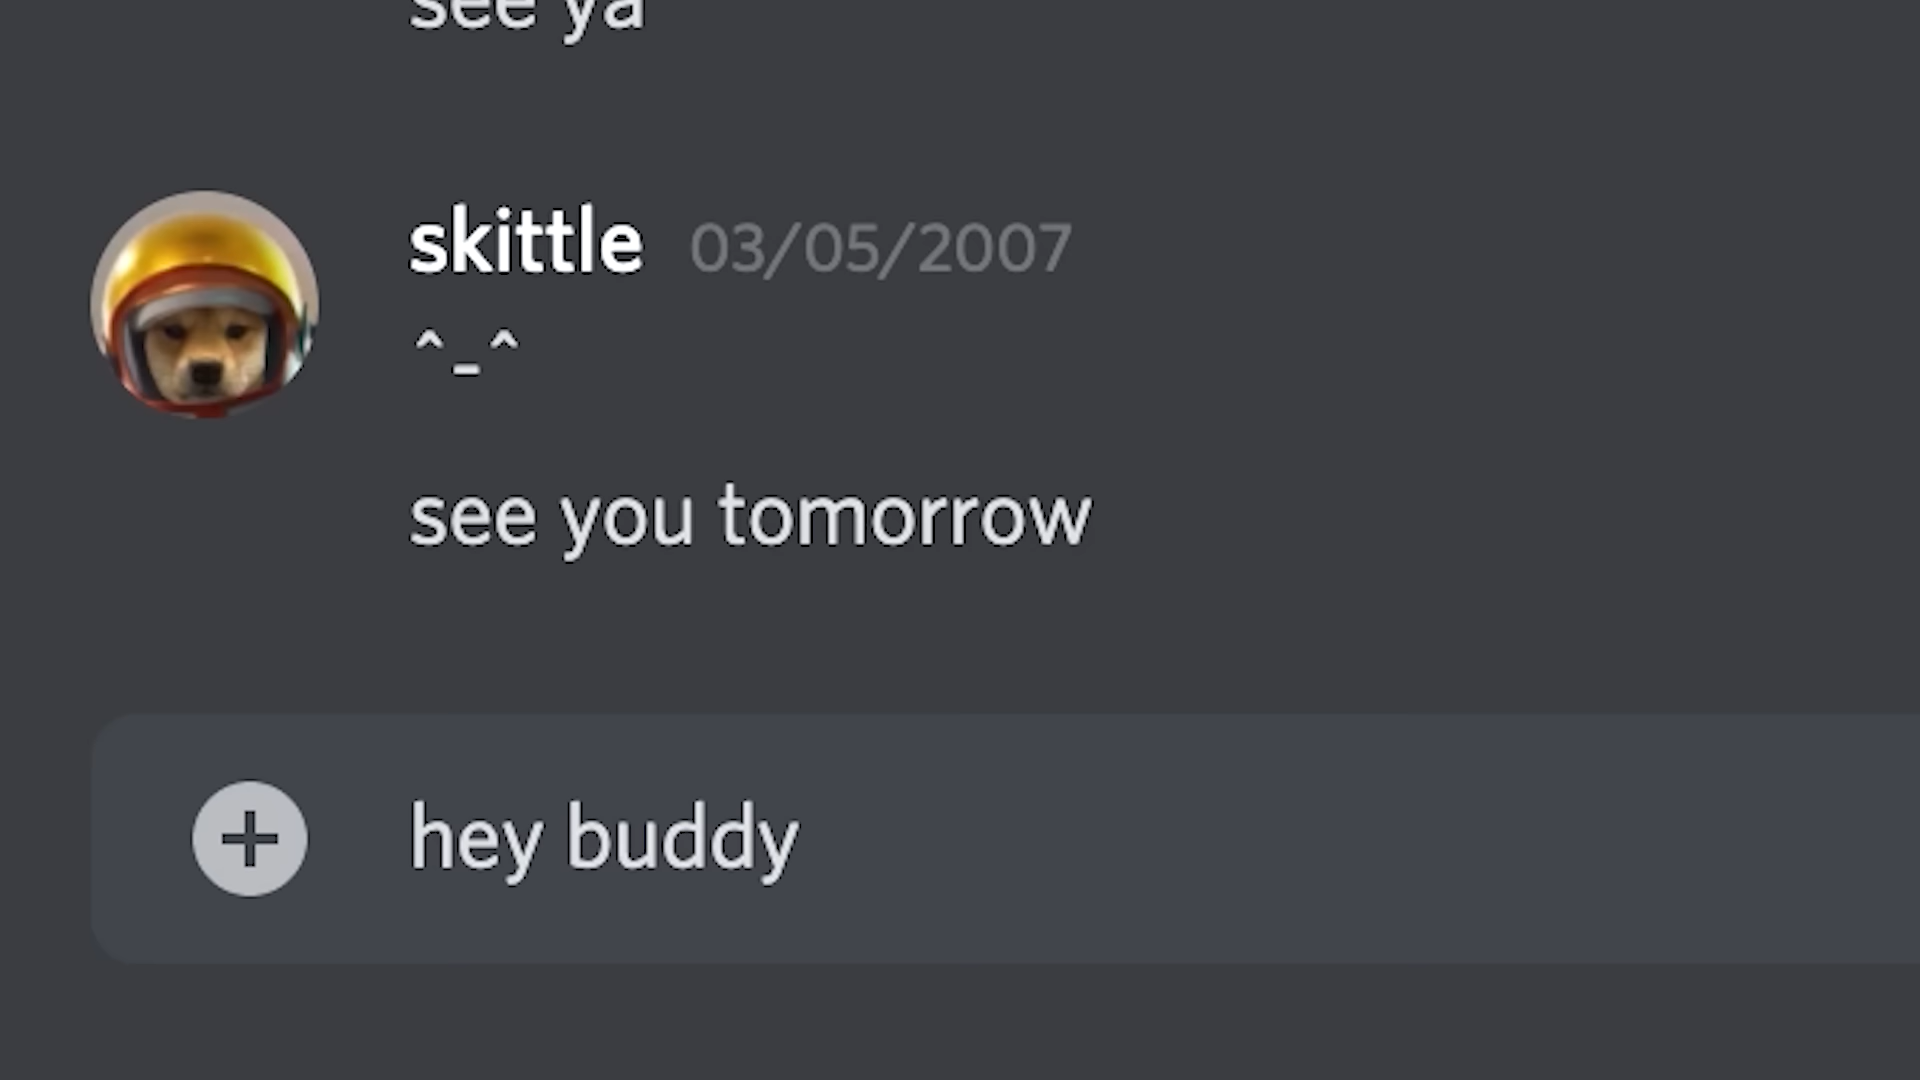 see ya
skittle 03/05/2007
^-^
see you tomorrow
hey buddy